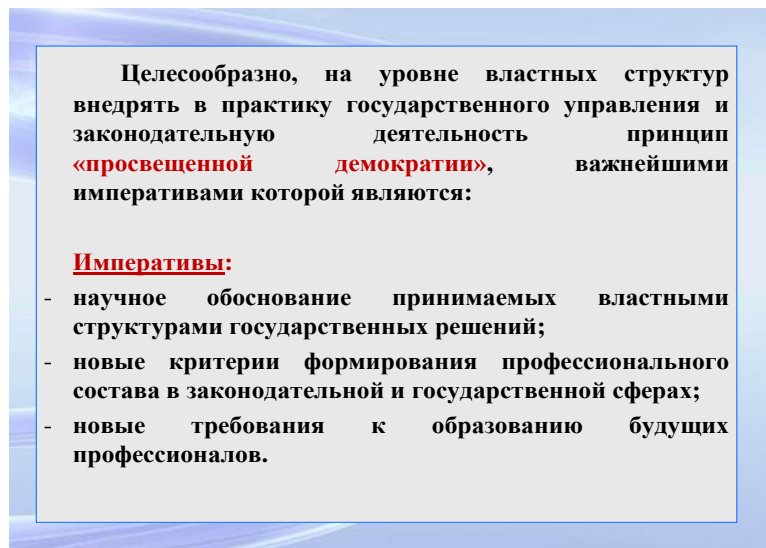 Целесообразно, на уровне властных структур
внедрять в практику государственного управления и
законодательную деятельность принцип
«просвещенной демократии», важнейшими
императивами которой являются:
Императивы:
- научное обоснование принимаемых властными
структурами государственных решений;
- новые критерии формирования профессионального
состава в законодательной и государственной сферах;
- новые требования к образованию будущих
профессионалов.